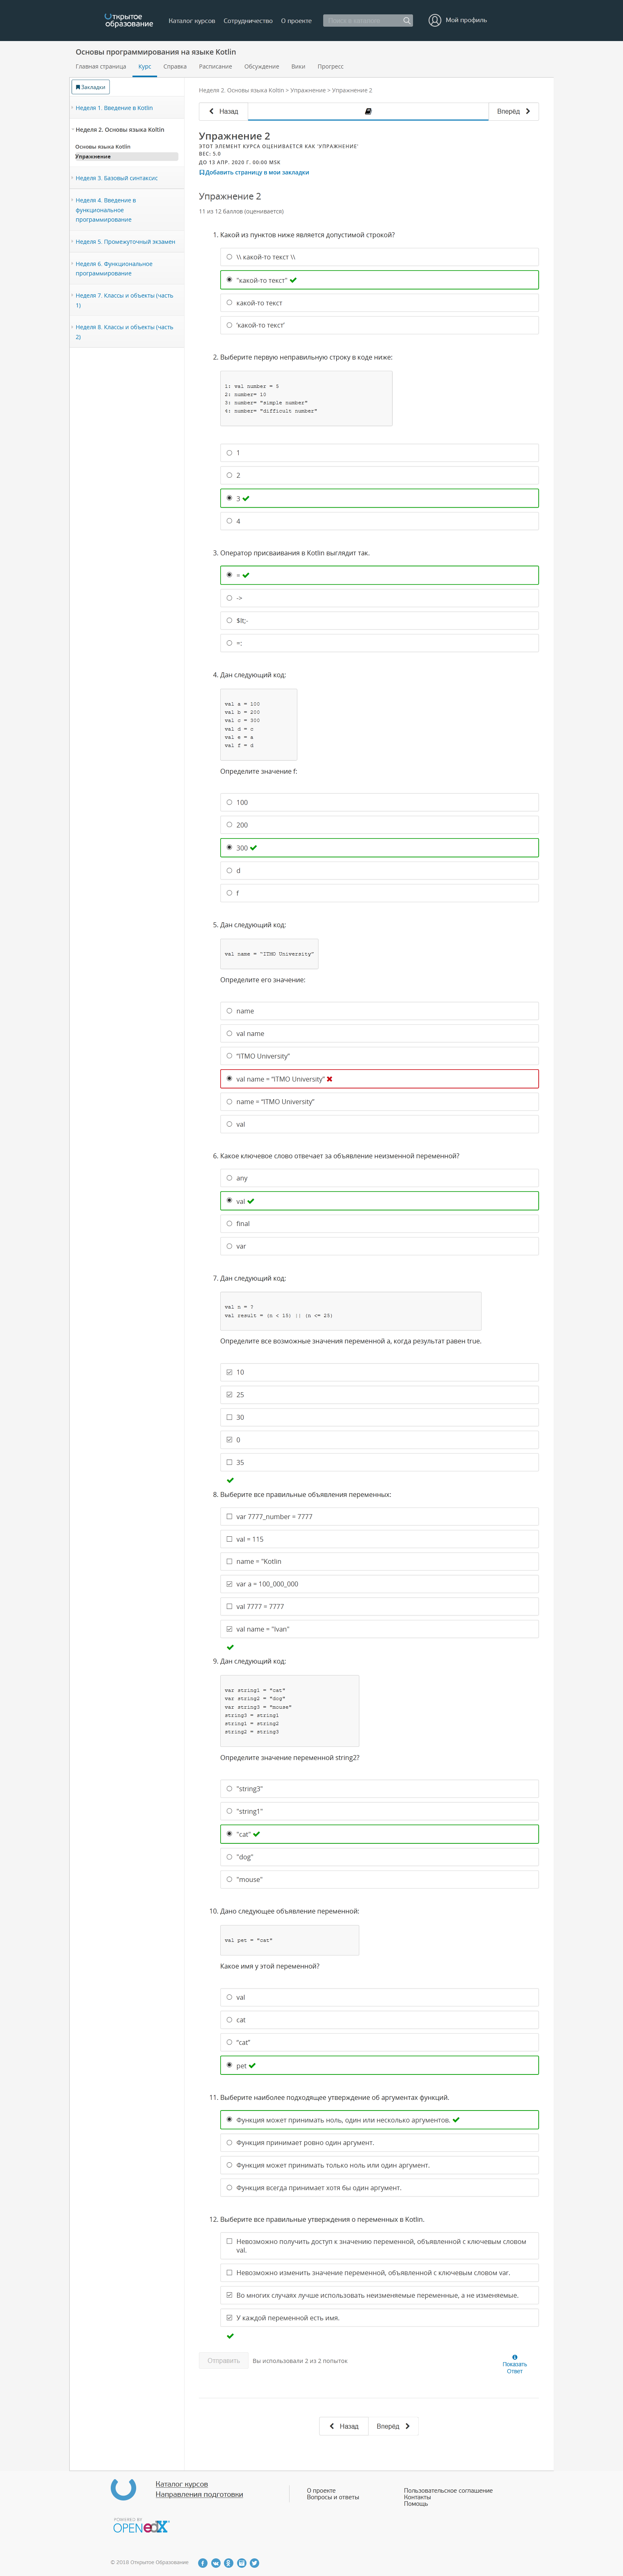 Открытое
образование
Каталог курсов Сотрудничество О проекте
Поиск в каталоге
Мой профиль
Основы программирования на языке Kotlin
Главная страница Курс Справка Расписание Обсуждение Вики Прогресс
Закладки
Неделя 1. Введение в Kotlin
Неделя 2. Основы языка Koltin
Основы языка Kotlin
Упражнение
Неделя 3. Базовый синтаксис
Неделя 4. Введение в
функциональное
программирование
Неделя 5. Промежуточный экзамен
Неделя 6. Функциональное
программирование
Неделя 7. Классы и объекты (часть
1)
Неделя 8. Классы и объекты (часть
2)
Неделя 2. Основы языка Koltin > Упражнение > Упражнение 2
Назад
Вперёд
Упражнение 2
ЭТОТ ЭЛЕМЕНТ КУРСА ОЦЕНИВАЕТСЯ КАК 'УПРАЖНЕНИЕ'
ВЕС: 5.0
ДО 13 АПР. 2020 Г. 00:00 MSK
Добавить страницу в мои закладки
Упражнение 2
11 из 12 баллов (оценивается)
1. Какой из пунктов ниже является допустимой строкой?
\\ какой-то текст \\
"какой-то текст"
какой-то текст
'какой-то текст'
2. Выберите первую неправильную строку в коде ниже:
1: val number = 5
2: number= 10
3: number= "simple number"
4: number= "difficult number"
1
2
3
4
3. Оператор присваивания в Kotlin выглядит так.
=
->
$lt;-
=:
4. Дан следующий код:
val a = 100
val b = 200
val c = 300
val d = c
val e = a
val f = d
Определите значение f:
100
200
300
d
f
5. Дан следующий код:
val name = "ITMO University"
Определите его значение:
name
val name
"ITMO University"
val name = "ITMO University"
name = "ITMO University"
val
6. Какое ключевое слово отвечает за объявление неизменной переменной?
any
val
final
var
7. Дан следующий код:
val n = ?
val result = (n < 15) || (n <= 25)
Определите все возможные значения переменной a, когда результат равен true.
10
25
30
0
35
8. Выберите все правильные объявления переменных:
var 7777_number = 7777
val = 115
name = "Kotlin
var a = 100_000_000
val 7777 = 7777
val name = "Ivan"
9. Дан следующий код:
var string1 = "cat"
var string2 = "dog"
var string3 = "mouse"
string3 = string1
string1 = string2
string2 = string3
Определите значение переменной string2?
"string3"
"string1"
"cat"
"dog"
"mouse"
10. Дано следующее объявление переменной:
val pet = "cat"
Какое имя у этой переменной?
val
cat
"cat"
pet
11. Выберите наиболее подходящее утверждение об аргументах функций.
Функция может принимать ноль, один или несколько аргументов.
Функция принимает ровно один аргумент.
Функция может принимать только ноль или один аргумент.
Функция всегда принимает хотя бы один аргумент.
12. Выберите все правильные утверждения о переменных в Kotlin.
Невозможно получить доступ к значению переменной, объявленной с ключевым словом
val.
Невозможно изменить значение переменной, объявленной с ключевым словом var.
Во многих случаях лучше использовать неизменяемые переменные, а не изменяемые.
У каждой переменной есть имя.
Отправить
Вы использовали 2 из 2 попыток
Показать
Ответ
Назад
Вперёд
Каталог курсов
Направления подготовки
О проекте
Вопросы и ответы
Пользовательское соглашение
Контакты
Помощь
POWERED BY
OPEN edX
© 2018 Открытое Образование